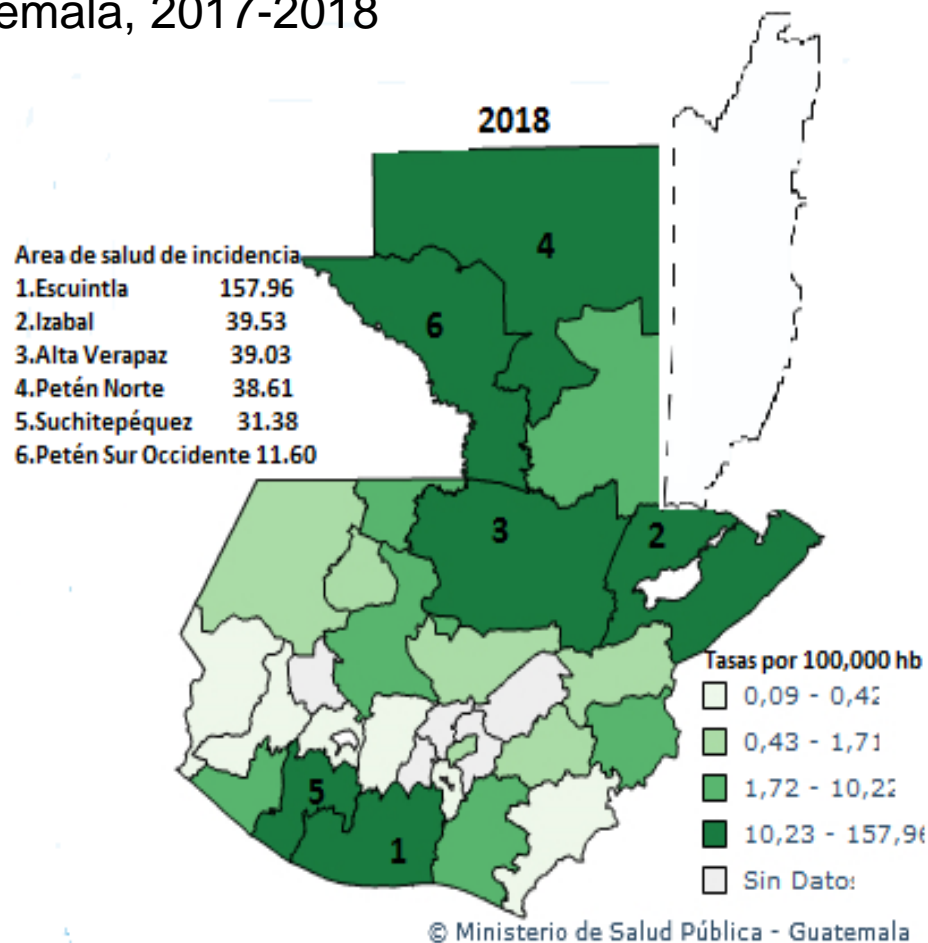 emala, 2017-2018
2018
Area de salud de incidencia
1.Escuintla 157.96
2.Izabal 39.53
3.Alta Verapaz 39.03
4.Petén Norte 38.61
5.Suchitepéquez 31.38
6.Petén Sur Occidente 11.60
4
6
3
2
5
1
Tasas por 100,000 hb
0,09 - 0,42
0,43 - 1,71
1,72 - 10,22
10,23 - 157,96
Sin Datos
© Ministerio de Salud Pública - Guatemala